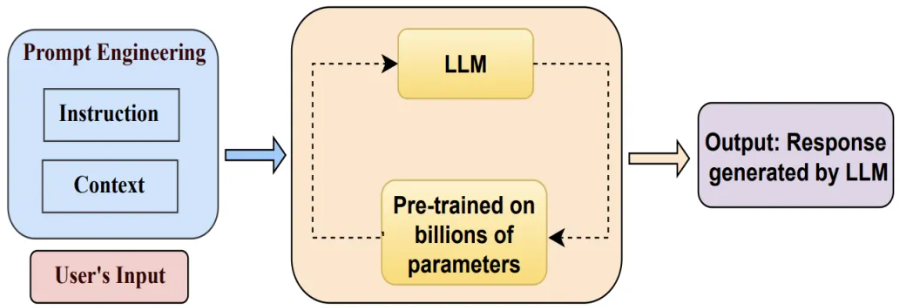 Prompt Engineering
Instruction
Context
User's Input
LLM
Pre-trained on
billions of
parameters
Output: Response
generated by LLM